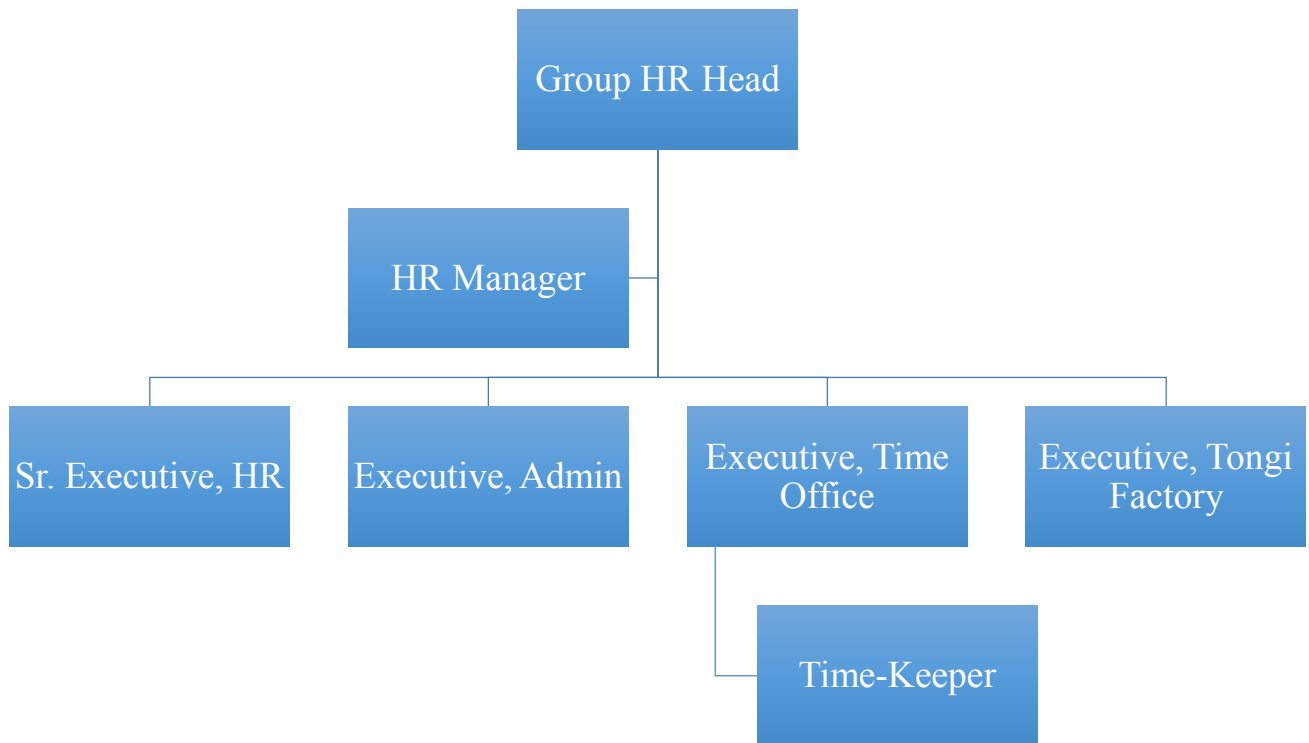 Group HR Head
HR Manager
Sr. Executive, HR
Executive, Admin
Executive, Time
Office
Executive, Tongi
Factory
Time-Keeper